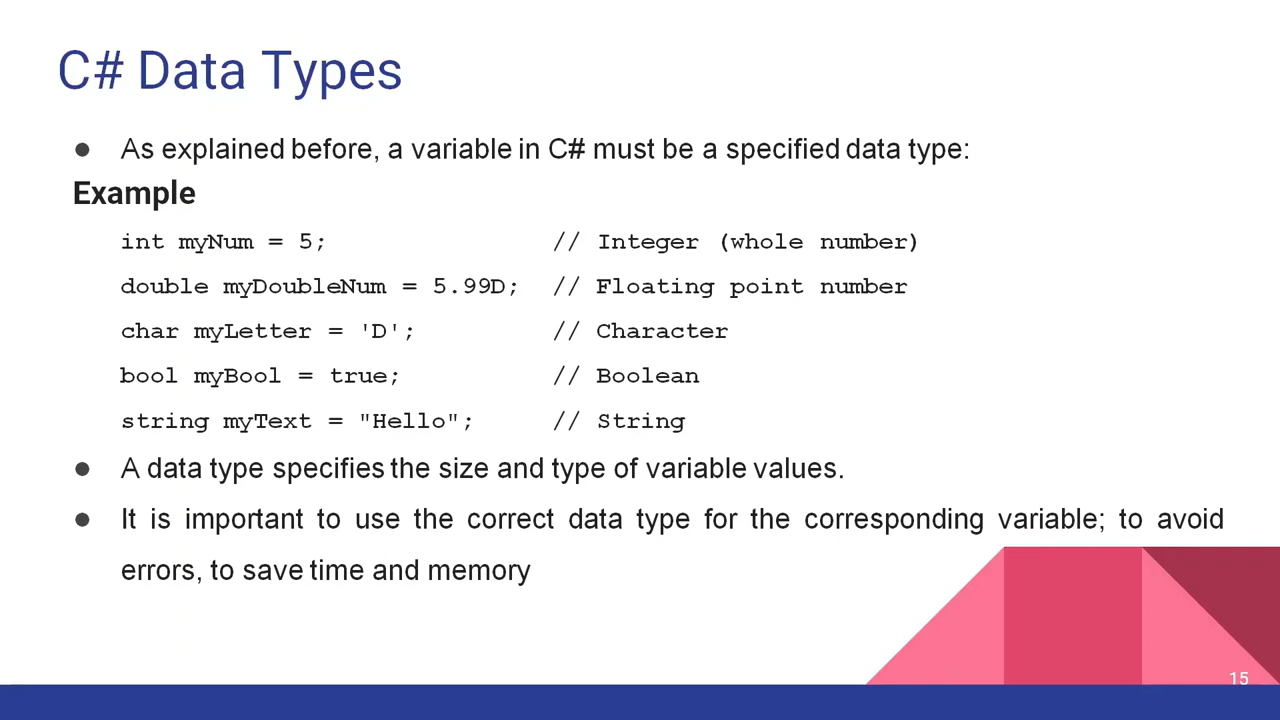 C# Data Types
● As explained before, a variable in C# must be a specified data type:
Example
int myNum = 5; // Integer (whole number)
double myDoubleNum = 5.99D; // Floating point number
char myLetter = 'D'; // Character
bool myBool = true; // Boolean
string myText = "Hello"; // String
● A data type specifies the size and type of variable values.
● It is important to use the correct data type for the corresponding variable; to avoid
errors, to save time and memory
15